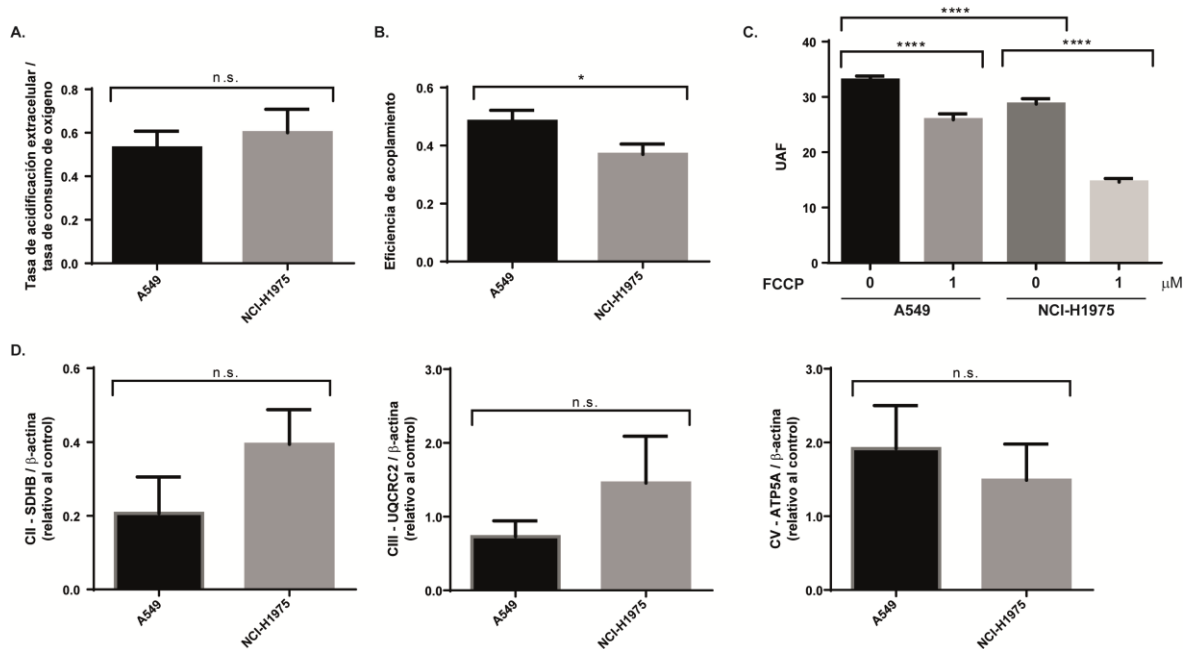 A.
Tasa de acidificación extracelular /
tasa de consumo de oxígeno
n.s.
0.8
0.6
0.4
0.2
0.0
A549
NCI-H1975
B.
Eficiencia de acoplamiento
*
0.6
0.4
0.2
0.0
A549
NCI-H1975
C.
UAF
****
****
****
40
30
20
10
0
FCCP 0 1 0 1 μM
A549 NCI-H1975
D.
CII - SDHB / β-actina
(relativo al control)
n.s.
0.6
0.4
0.2
0.0
A549
NCI-H1975
CIII - UQCRC2 / β-actina
(relativo al control)
n.s.
3.0
2.0
1.0
0.0
A549
NCI-H1975
CV - ATP5A / β-actina
(relativo al control)
n.s.
3.0
2.0
1.0
0.0
A549
NCI-H1975